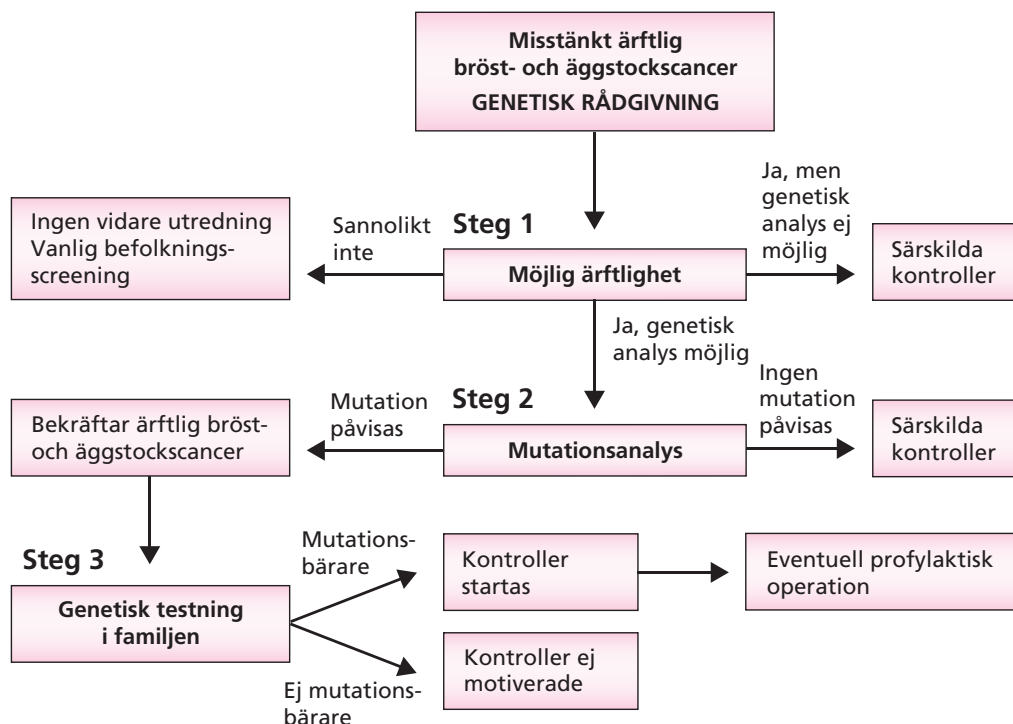 Misstänkt ärftlig
bröst- och äggstockscancer
GENETISK RÅDGIVNING
Steg 1
Ingen vidare utredning
Vanlig befolknings-
screening
Sannolikt
inte
Möjlig ärftlighet
Ja, men
genetisk
analys ej
möjlig
Särskilda
kontroller
Ja, genetisk
analys möjlig
Steg 2
Bekräftar ärftlig bröst-
och äggstockscancer
Mutation
påvisas
Mutationsanalys
Ingen
mutation
påvisas
Särskilda
kontroller
Steg 3
Genetisk testning
i familjen
Mutations-
bärare
Kontroller
startas
Eventuell profylaktisk
operation
Ej mutations-
bärare
Kontroller ej
motiverade